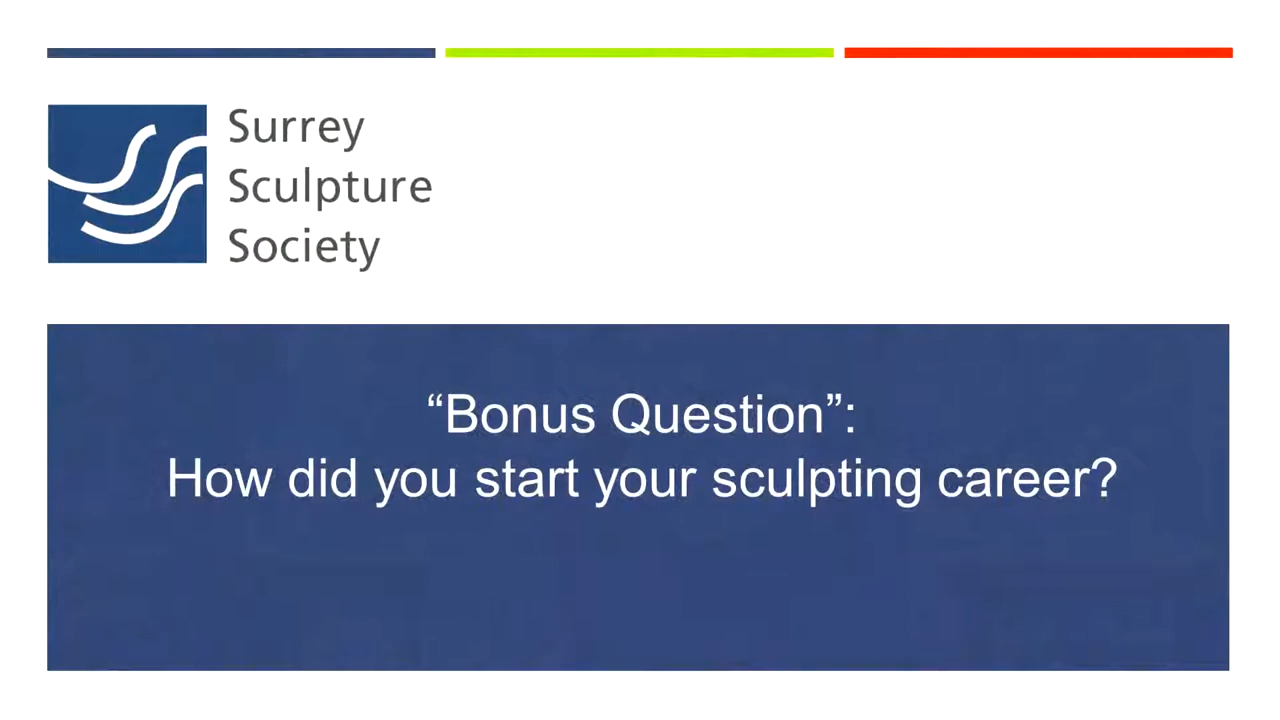 Surrey
Sculpture
Society
“Bonus Question”:
How did you start your sculpting career?